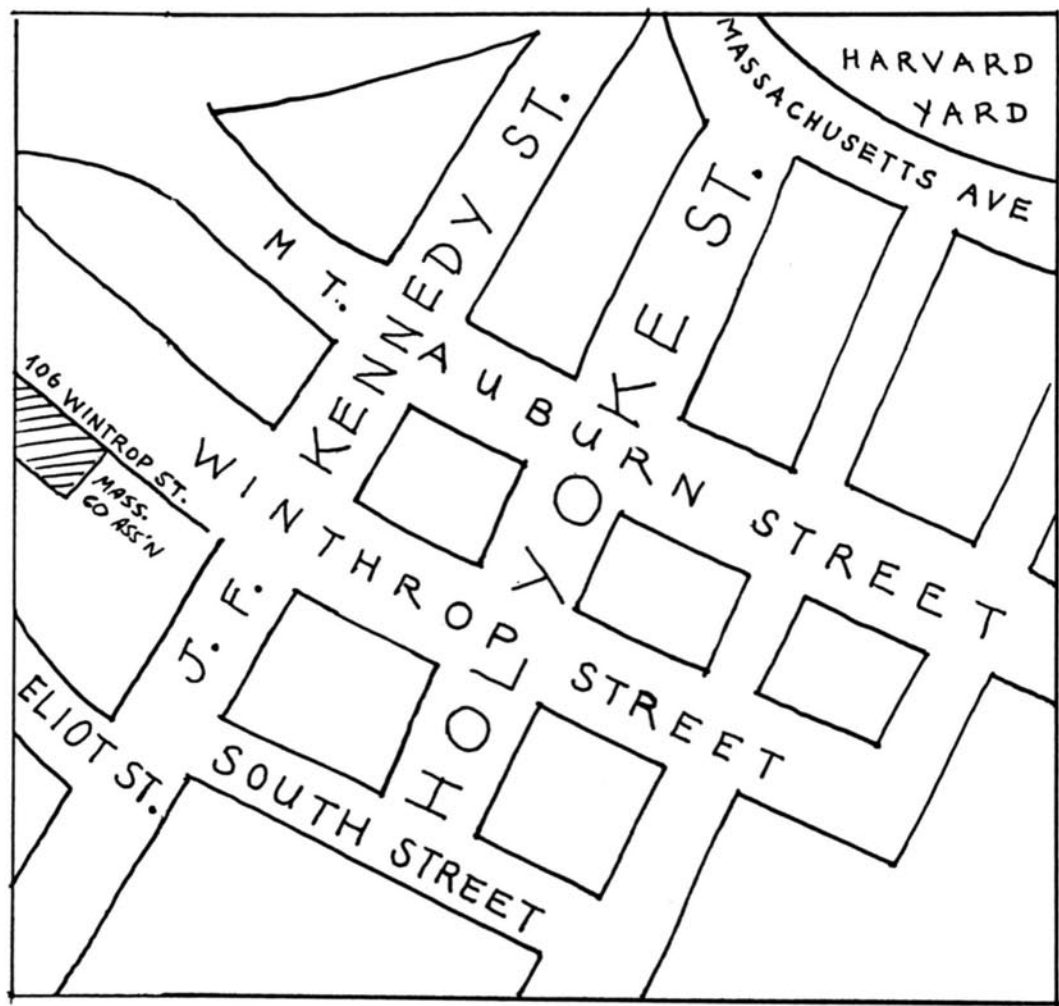 HARVARD
YARD
MASSACHUSETTS AVE
KENNEDY ST.
J. F.
HOLYOKE ST.
MT. AUBURN STREET
106 WINTROP ST.
MASS.
GO ASS'N
WINTHROP STREET
ELIOT ST.
SOUTH STREET